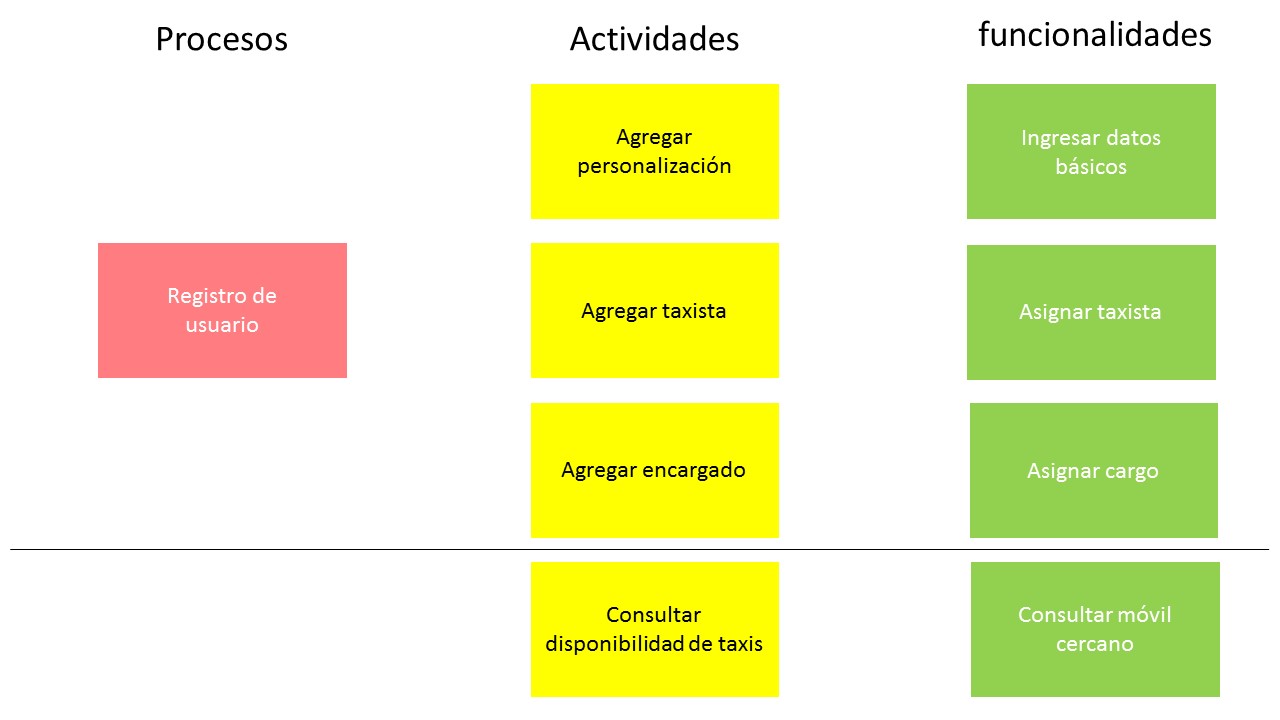 Procesos
Actividades
funcionalidades
Agregar
personalización
Ingresar datos
básicos
Registro de
usuario
Agregar taxista
Asignar taxista
Agregar encargado
Asignar cargo
Consultar
disponibilidad de taxis
Consultar móvil
cercano